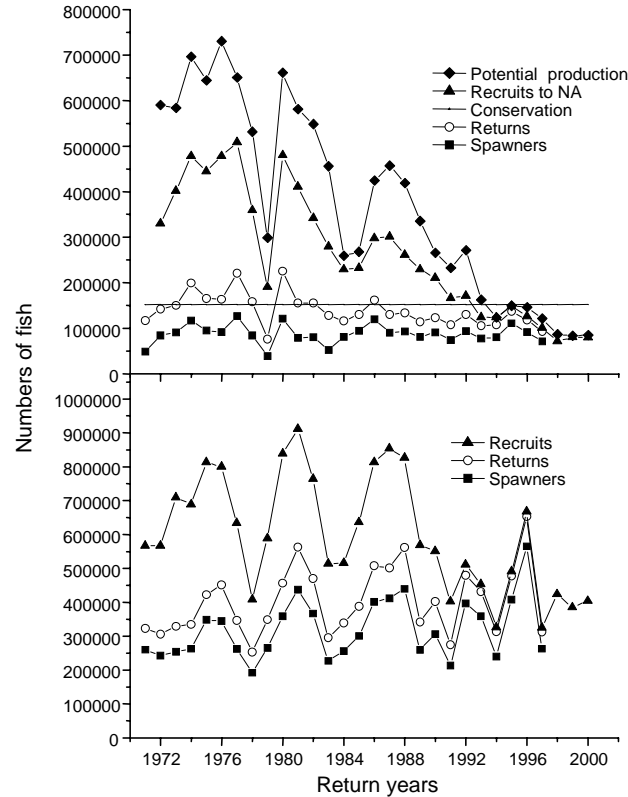 800000
700000
600000
500000
400000
300000
200000
100000
0
Potential production
Recruits to NA
Conservation
Returns
Spawners
Numbers of fish
1000000
900000
800000
700000
600000
500000
400000
300000
200000
100000
0
Recruits
Returns
Spawners
1972 1976 1980 1984 1988 1992 1996 2000
Return years